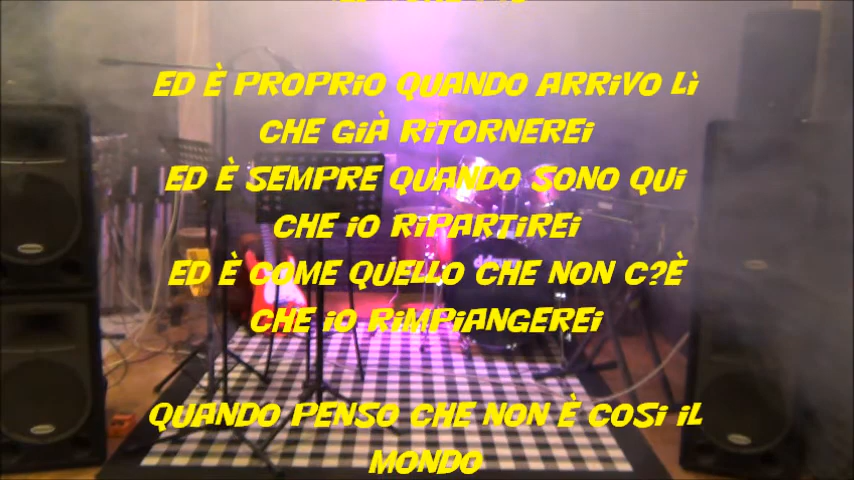 ED È PROPRIO QUANDO ARRIVO LÌ
CHE GIÀ RITORNEREI
ED È SEMPRE QUANDO SONO QUI
CHE IO RIPARTIREI
ED È COME QUELLO CHE NON C?È
CHE IO RIMPIANGEREI
QUANDO PENSO CHE NON È COSI IL
MONDO